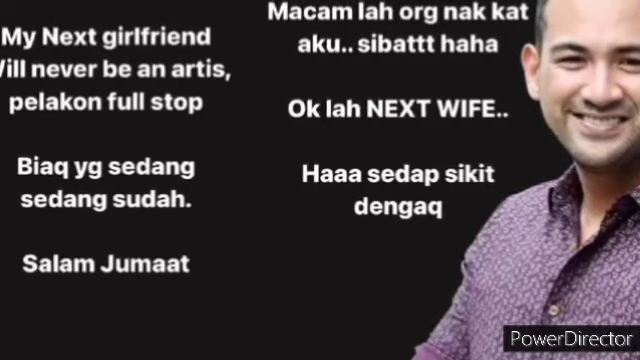 My Next girlfriend
Will never be an artis,
pelakon full stop
Biaq yg sedang
sedang sudah.
Salam Jumaat
Macam lah org nak kat
aku.. sibattt haha
Ok lah NEXT WIFE..
Haaa sedap sikit
dengaq
PowerDirector